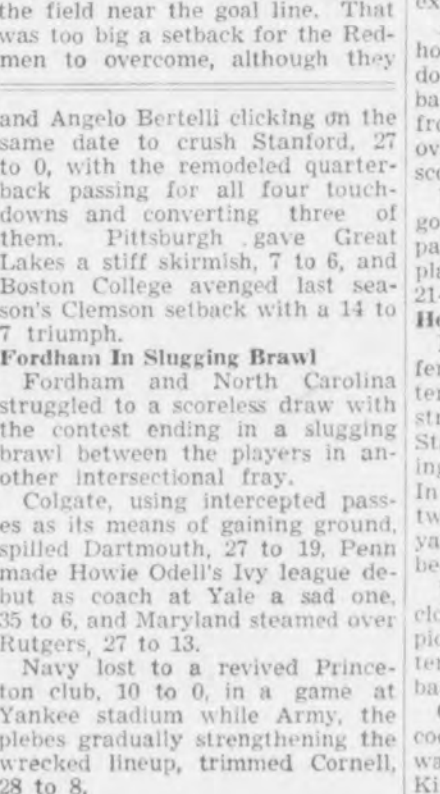 the field near the goal line. That
was too big a setback for the Red-
men to overcome, although they
and Angelo Bertelli clicking on the
same date to crush Stanford, 27
to 0, with the remodeled quarter-
back passing for all four touch-
downs and converting three of
them. Pittsburgh gave Great
Lakes a stiff skirmish, 7 to 6, and
Boston College avenged last sea-
son's Clemson setback with a 14 to
7 triumph.
Fordham In Slugging Brawl
Fordham and North Carolina
struggled to a scoreless draw with
the contest ending in a slugging
brawl between the players in an-
other intersectional fray.
Colgate, using intercepted pass-
es as its means of gaining ground,
spilled Dartmouth, 27 to 19, Penn
made Howie Odell's Ivy league de-
but as coach at Yale a sad one,
35 to 6, and Maryland steamed over
Rutgers, 27 to 13.
Navy lost to a revived Prince-
ton club, 10 to 0, in a game at
Yankee stadium while Army, the
plebes gradually strengthening the
wrecked lineup, trimmed Cornell,
28 to 8.